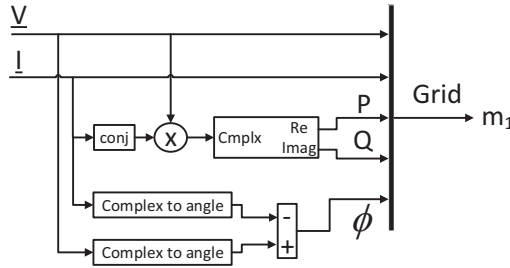 V
I
P
Grid
m1
conj
X
Cmplx
Re
Imag
Q
Complex to angle
-
ϕ
Complex to angle
+